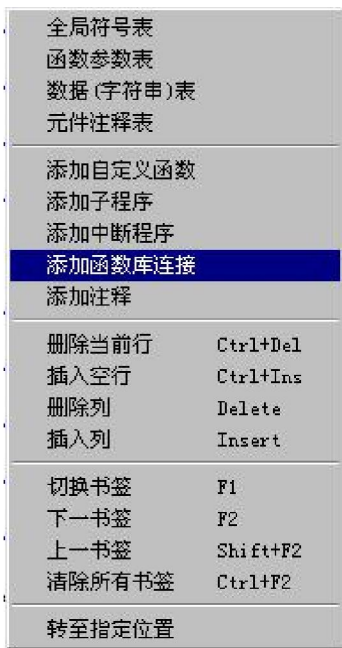 全局符号表
函数参数表
数据(字符串)表
元件注释表
添加自定义函数
添加子程序
添加中断程序
添加函数库连接
添加注释
删除当前行 Ctrl+Del
插入空行 Ctrl+Ins
删除列 Delete
插入列 Insert
切换书签 F1
下一书签 F2
上一书签 Shift+F2
清除所有书签 Ctrl+F2
转至指定位置